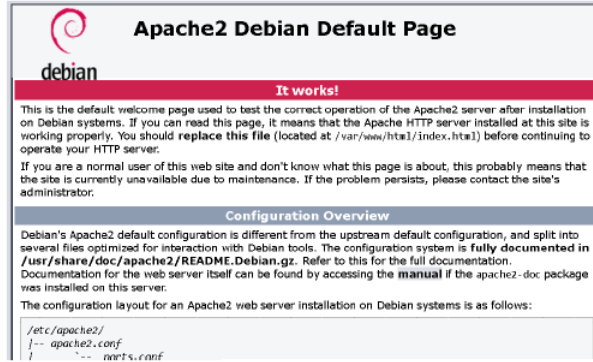 Apache2 Debian Default Page
debian
It works!
This is the default welcome page used to test the correct operation of the Apache2 server after installation
on Debian systems. If you can read this page, it means that the Apache HTTP server installed at this site is
working properly. You should replace this file (located at /var/www/html/index.html) before continuing to
operate your HTTP server.
If you are a normal user of this web site and don't know what this page is about, this probably means that
the site is currently unavailable due to maintenance. If the problem persists, please contact the site's
administrator.
Configuration Overview
Debian's Apache2 default configuration is different from the upstream default configuration, and split into
several files optimized for interaction with Debian tools. The configuration system is fully documented in
/usr/share/doc/apache2/README.Debian.gz. Refer to this for the full documentation.
Documentation for the web server itself can be found by accessing the manual if the apache2-doc package
was installed on this server.
The configuration layout for an Apache2 web server installation on Debian systems is as follows:
/etc/apache2/
|-- apache2.conf
|       `--  ports.conf